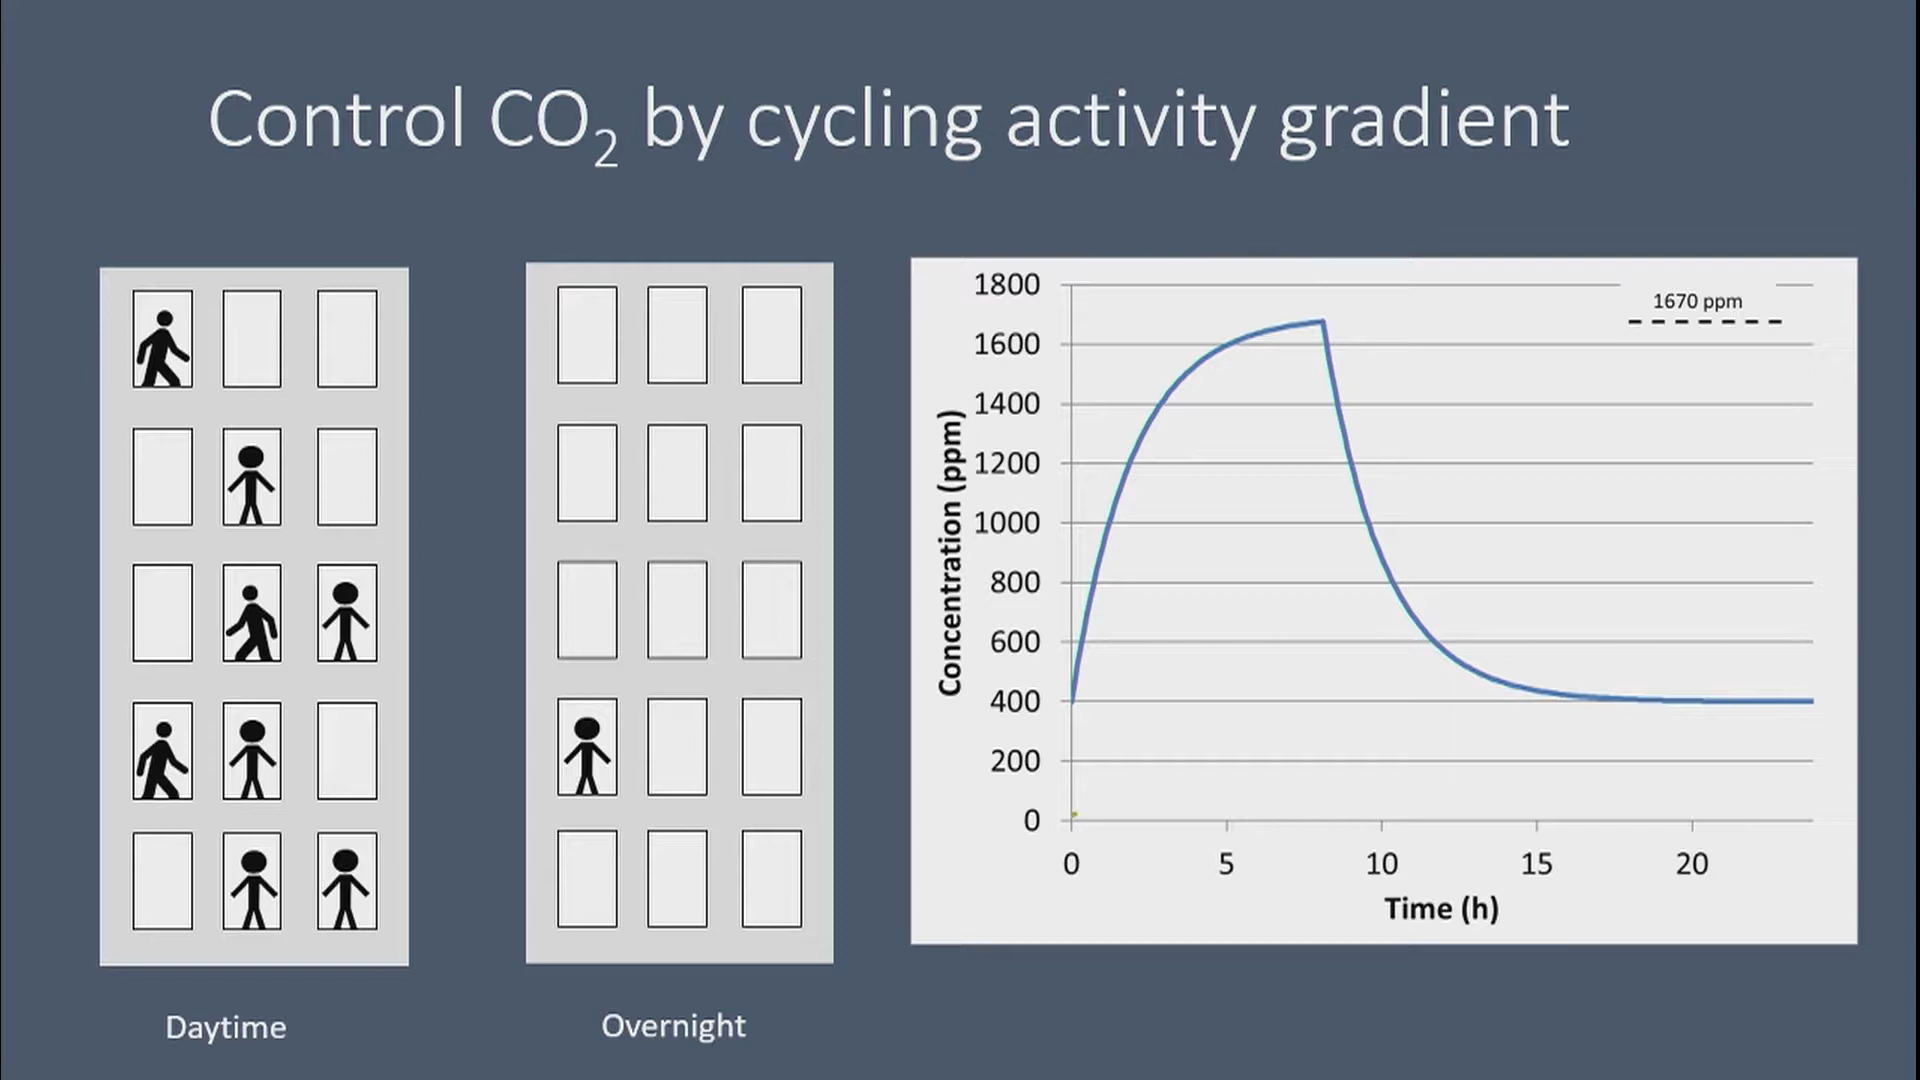 Control CO₂ by cycling activity gradient
Daytime
Overnight
1800
1600
1400
1200
1000
800
600
400
200
0
Concentration (ppm)
1670 ppm
0 5 10 15 20
Time (h)